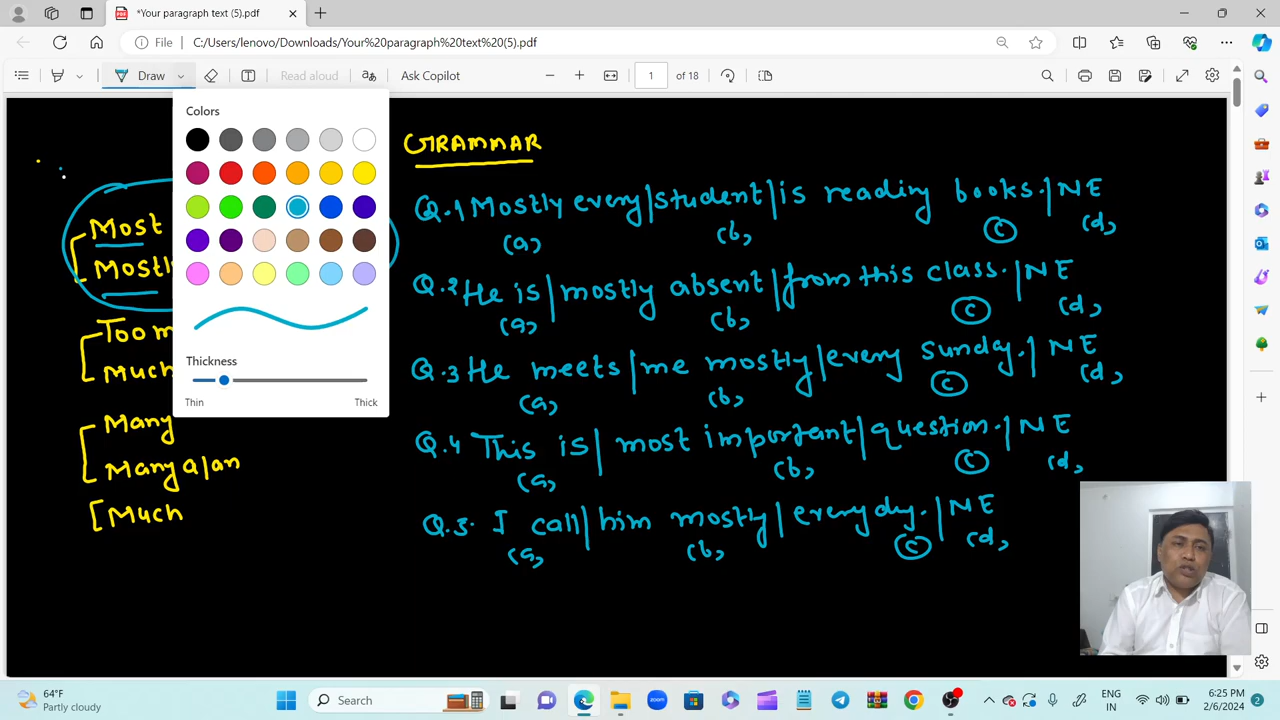 *Your paragraph text (5).pdf
File C:/Users/lenovo/Downloads/Your%20paragraph%20text%20(5).pdf
Draw Read aloud Ask Copilot 1 of 18
Colors
Thickness
Thin Thick
Most
Mostl
Too m
Much
Many
Many a/an
Much
GRAMMAR
Q.1 Mostly every/student/is reading books./NE
(a) (b) (c) (d)
Q.2 He is/mostly absent/from this class./NE
(a) (b) (c) (d)
Q.3 He meets/me mostly/every sunday./NE
(a) (b) (c) (d)
Q.4 This is/most important/question./NE
(a) (b) (c) (d)
Q.5. I call/him mostly/everyday./NE
(a) (b) (c) (d)
64°F
Partly cloudy
Search
zoom
ENG
IN
6:25 PM
2/6/2024
2